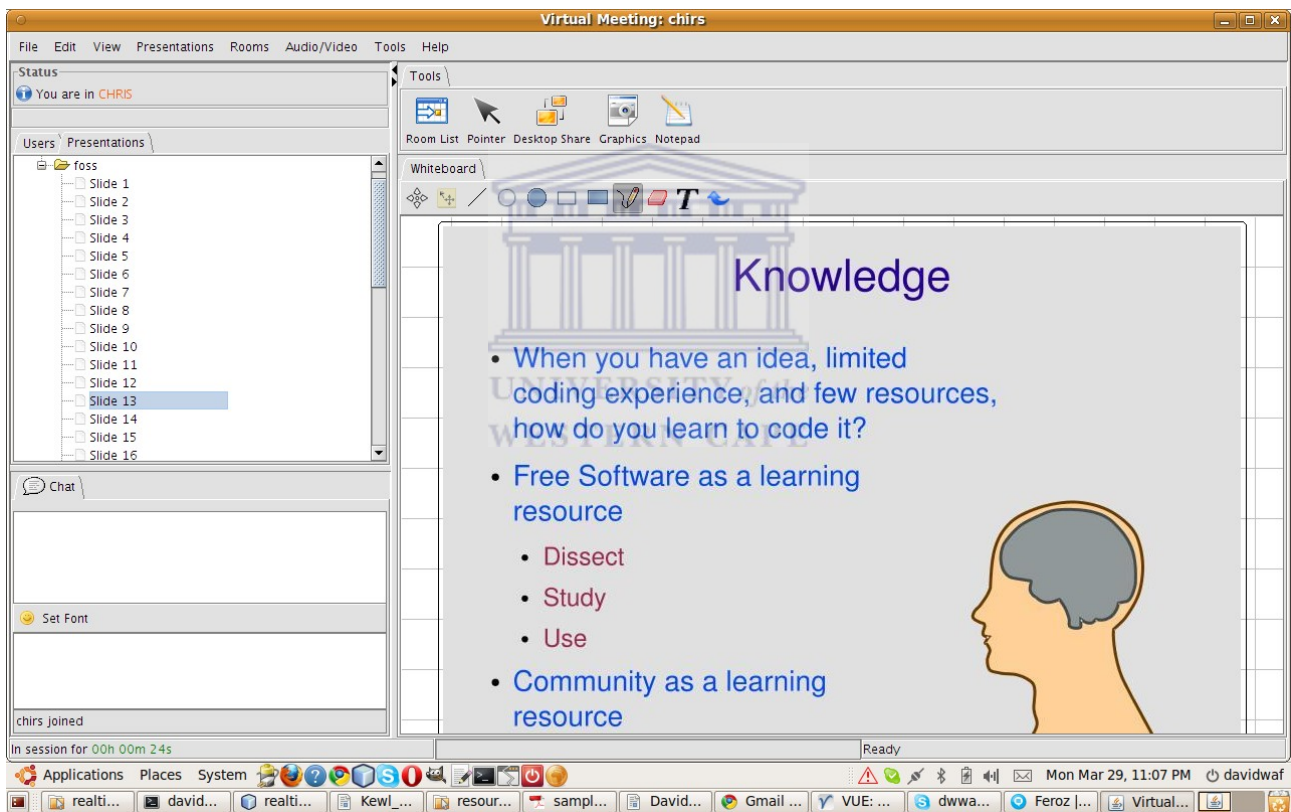 Virtual Meeting: chirs
File Edit View Presentations Rooms Audio/Video Tools Help
Status
You are in CHRIS
Users Presentations
foss
Slide 1
Slide 2
Slide 3
Slide 4
Slide 5
Slide 6
Slide 7
Slide 8
Slide 9
Slide 10
Slide 11
Slide 12
Slide 13
Slide 14
Slide 15
Slide 16
Chat
Set Font
chirs joined
In session for 00h 00m 24s
Tools
Room List Pointer Desktop Share Graphics Notepad
Whiteboard
T
Knowledge
• When you have an idea, limited
coding experience, and few resources,
how do you learn to code it?
• Free Software as a learning
resource
• Dissect
• Study
• Use
• Community as a learning
resource
UNIVERSITY of the
WESTERN CAPE
Ready
Applications Places System Mon Mar 29, 11:07 PM davidwaf
realti... david... realti... Kewl_... resour... sampl... David... Gmail ... VUE: ... dwwa... Feroz |... Virtual...